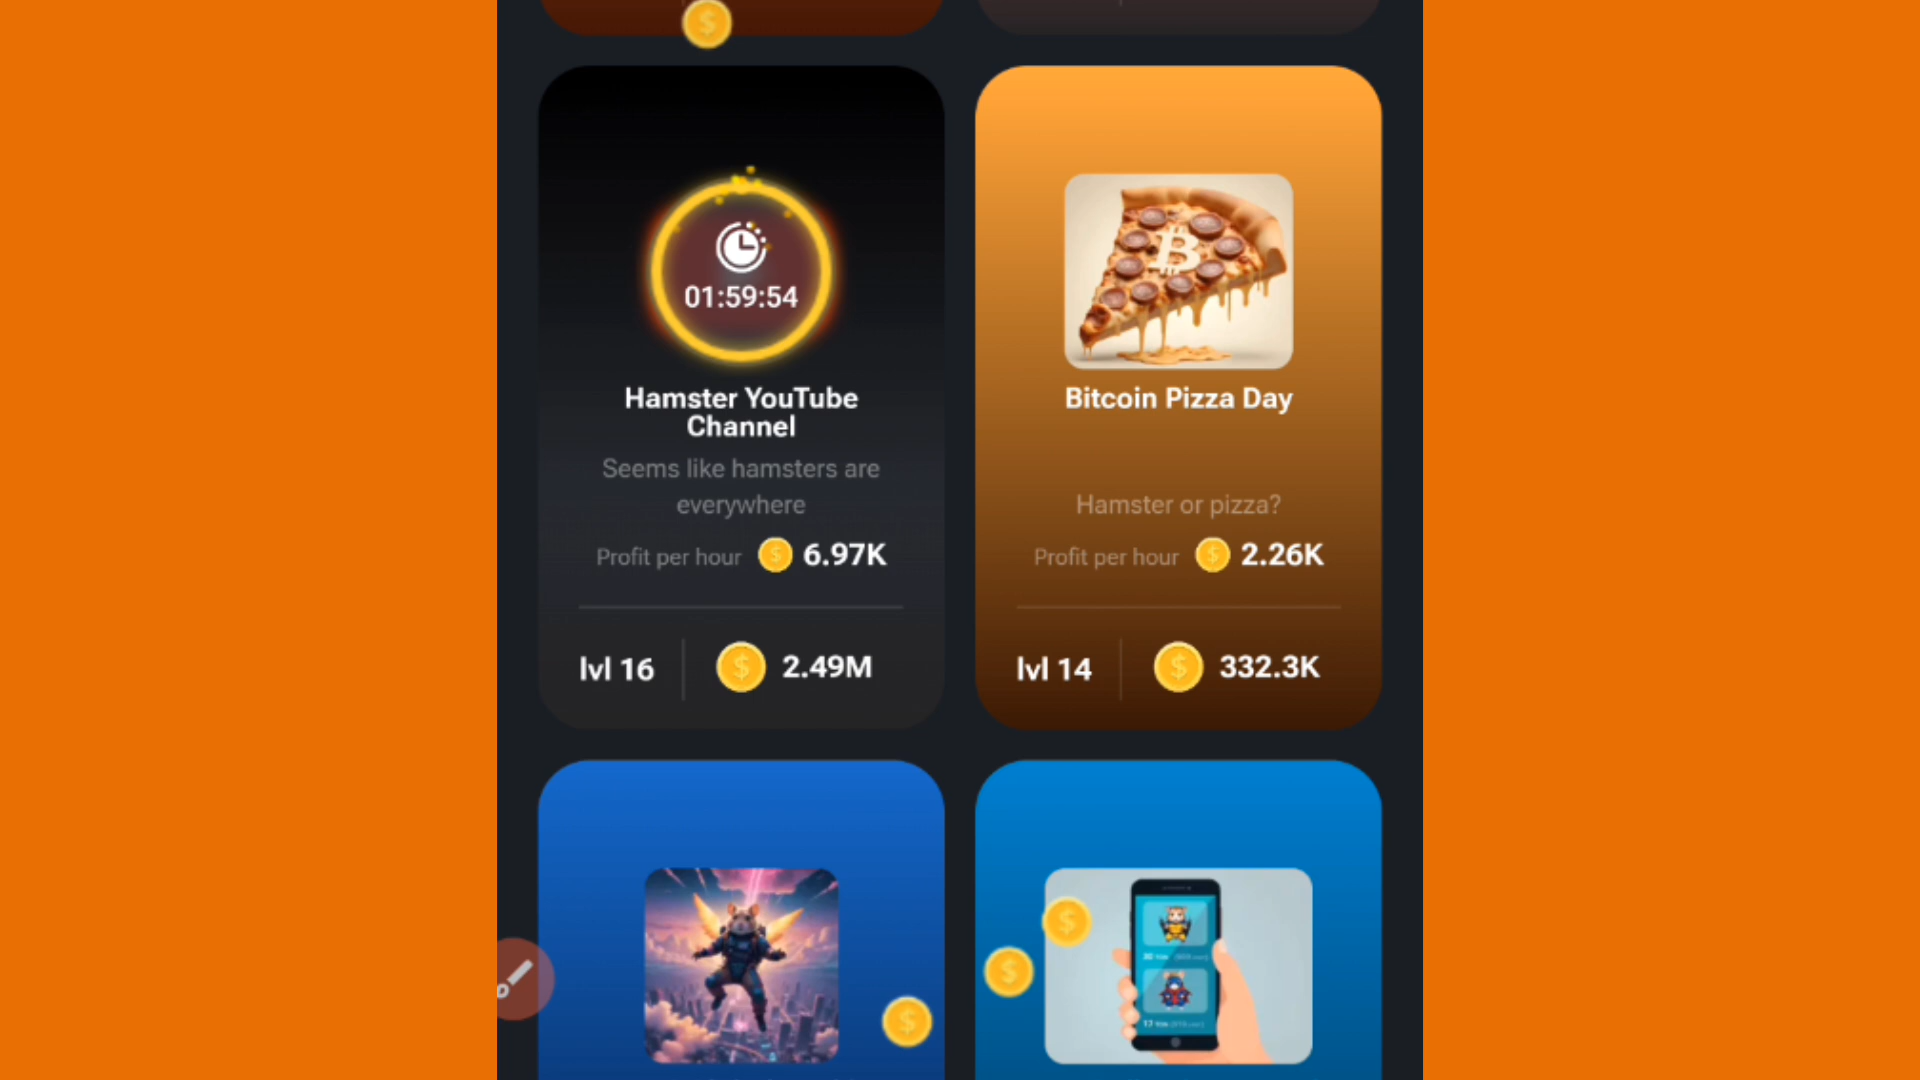 01:59:54
Hamster YouTube
Channel
Seems like hamsters are
everywhere
Profit per hour 6.97K
lvl 16 2.49M
Bitcoin Pizza Day
Hamster or pizza?
Profit per hour 2.26K
lvl 14 332.3K